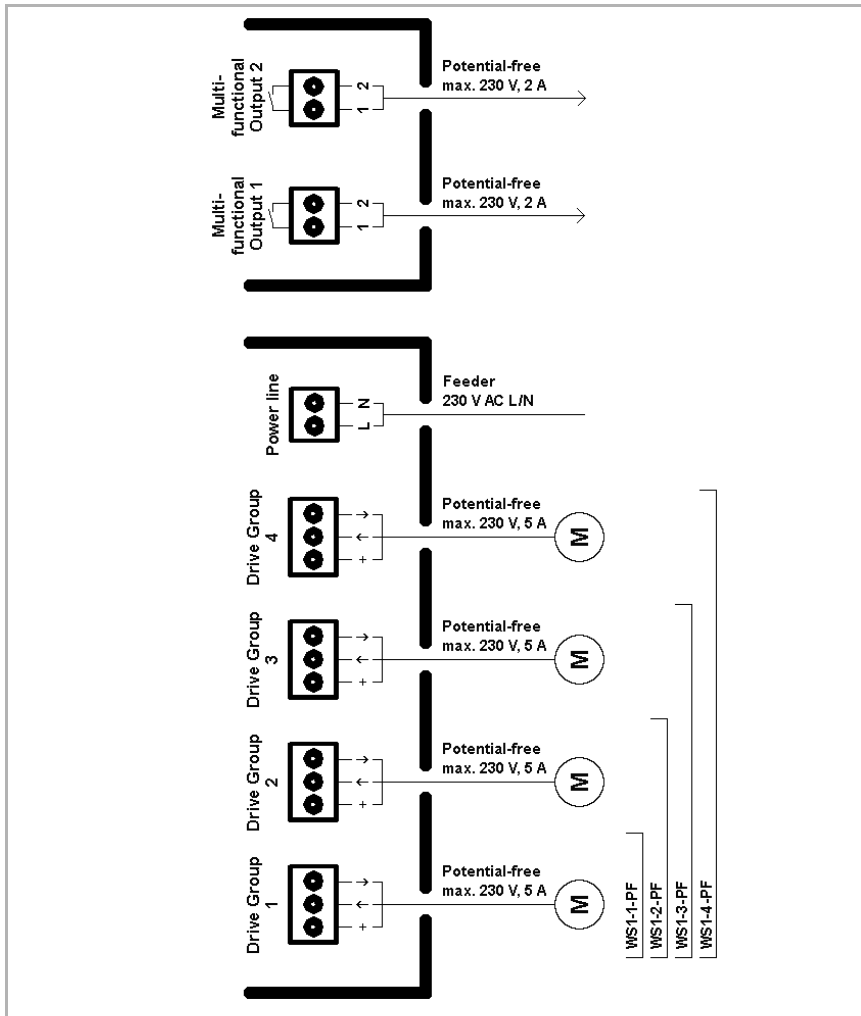 Multi-
functional
Output 2
2
1
Potential-free
max. 230 V, 2 A
Multi-
functional
Output 1
2
1
Potential-free
max. 230 V, 2 A
Power line
N
L
Feeder
230 V AC L/N
Drive Group
4
+
Potential-free
max. 230 V, 5 A
M
Drive Group
3
+
Potential-free
max. 230 V, 5 A
M
Drive Group
2
+
Potential-free
max. 230 V, 5 A
M
Drive Group
1
+
Potential-free
max. 230 V, 5 A
M
WS1-1-PF
WS1-2-PF
WS1-3-PF
WS1-4-PF